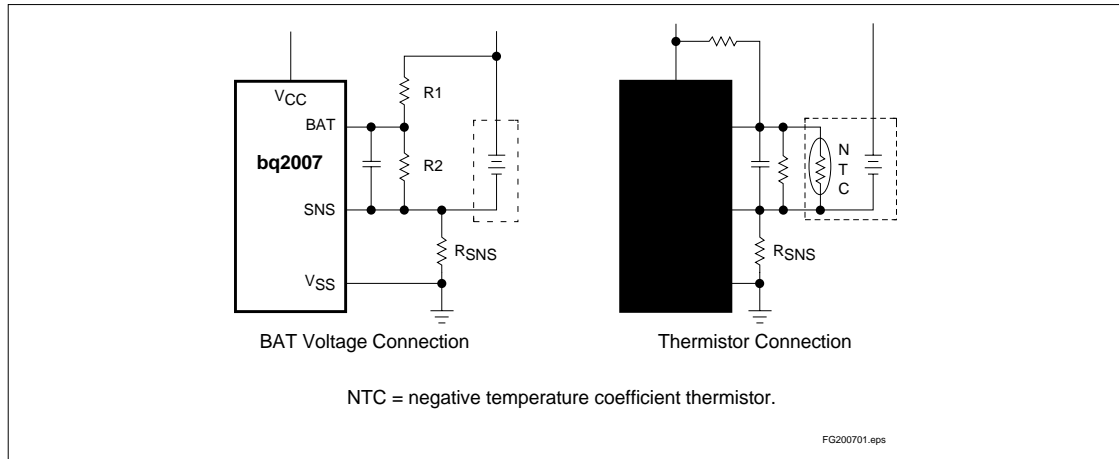 VCC
BAT
bq2007
SNS
VSS
R1
R2
RSNS
BAT Voltage Connection
N
T
C
RSNS
Thermistor Connection
NTC = negative temperature coefficient thermistor.
FG200701.eps